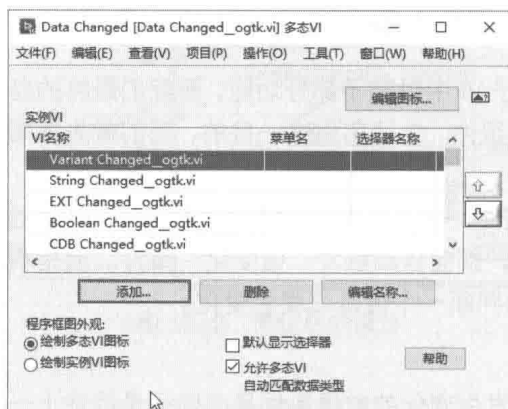 Data Changed [Data Changed__ogtk.vi] 多态VI
文件(F) 编辑(E) 查看(V) 项目(P) 操作(O) 工具(T) 窗口(W) 帮助(H)
编辑图标...
实例VI
VI名称 菜单名 选择器名称
Variant Changed__ogtk.vi
String Changed__ogtk.vi
EXT Changed__ogtk.vi
Boolean Changed__ogtk.vi
CDB Changed__ogtk.vi
添加... 删除 编辑名称...
程序框图外观:
绘制多态VI图标
绘制实例VI图标
默认显示选择器
允许多态VI
自动匹配数据类型
帮助